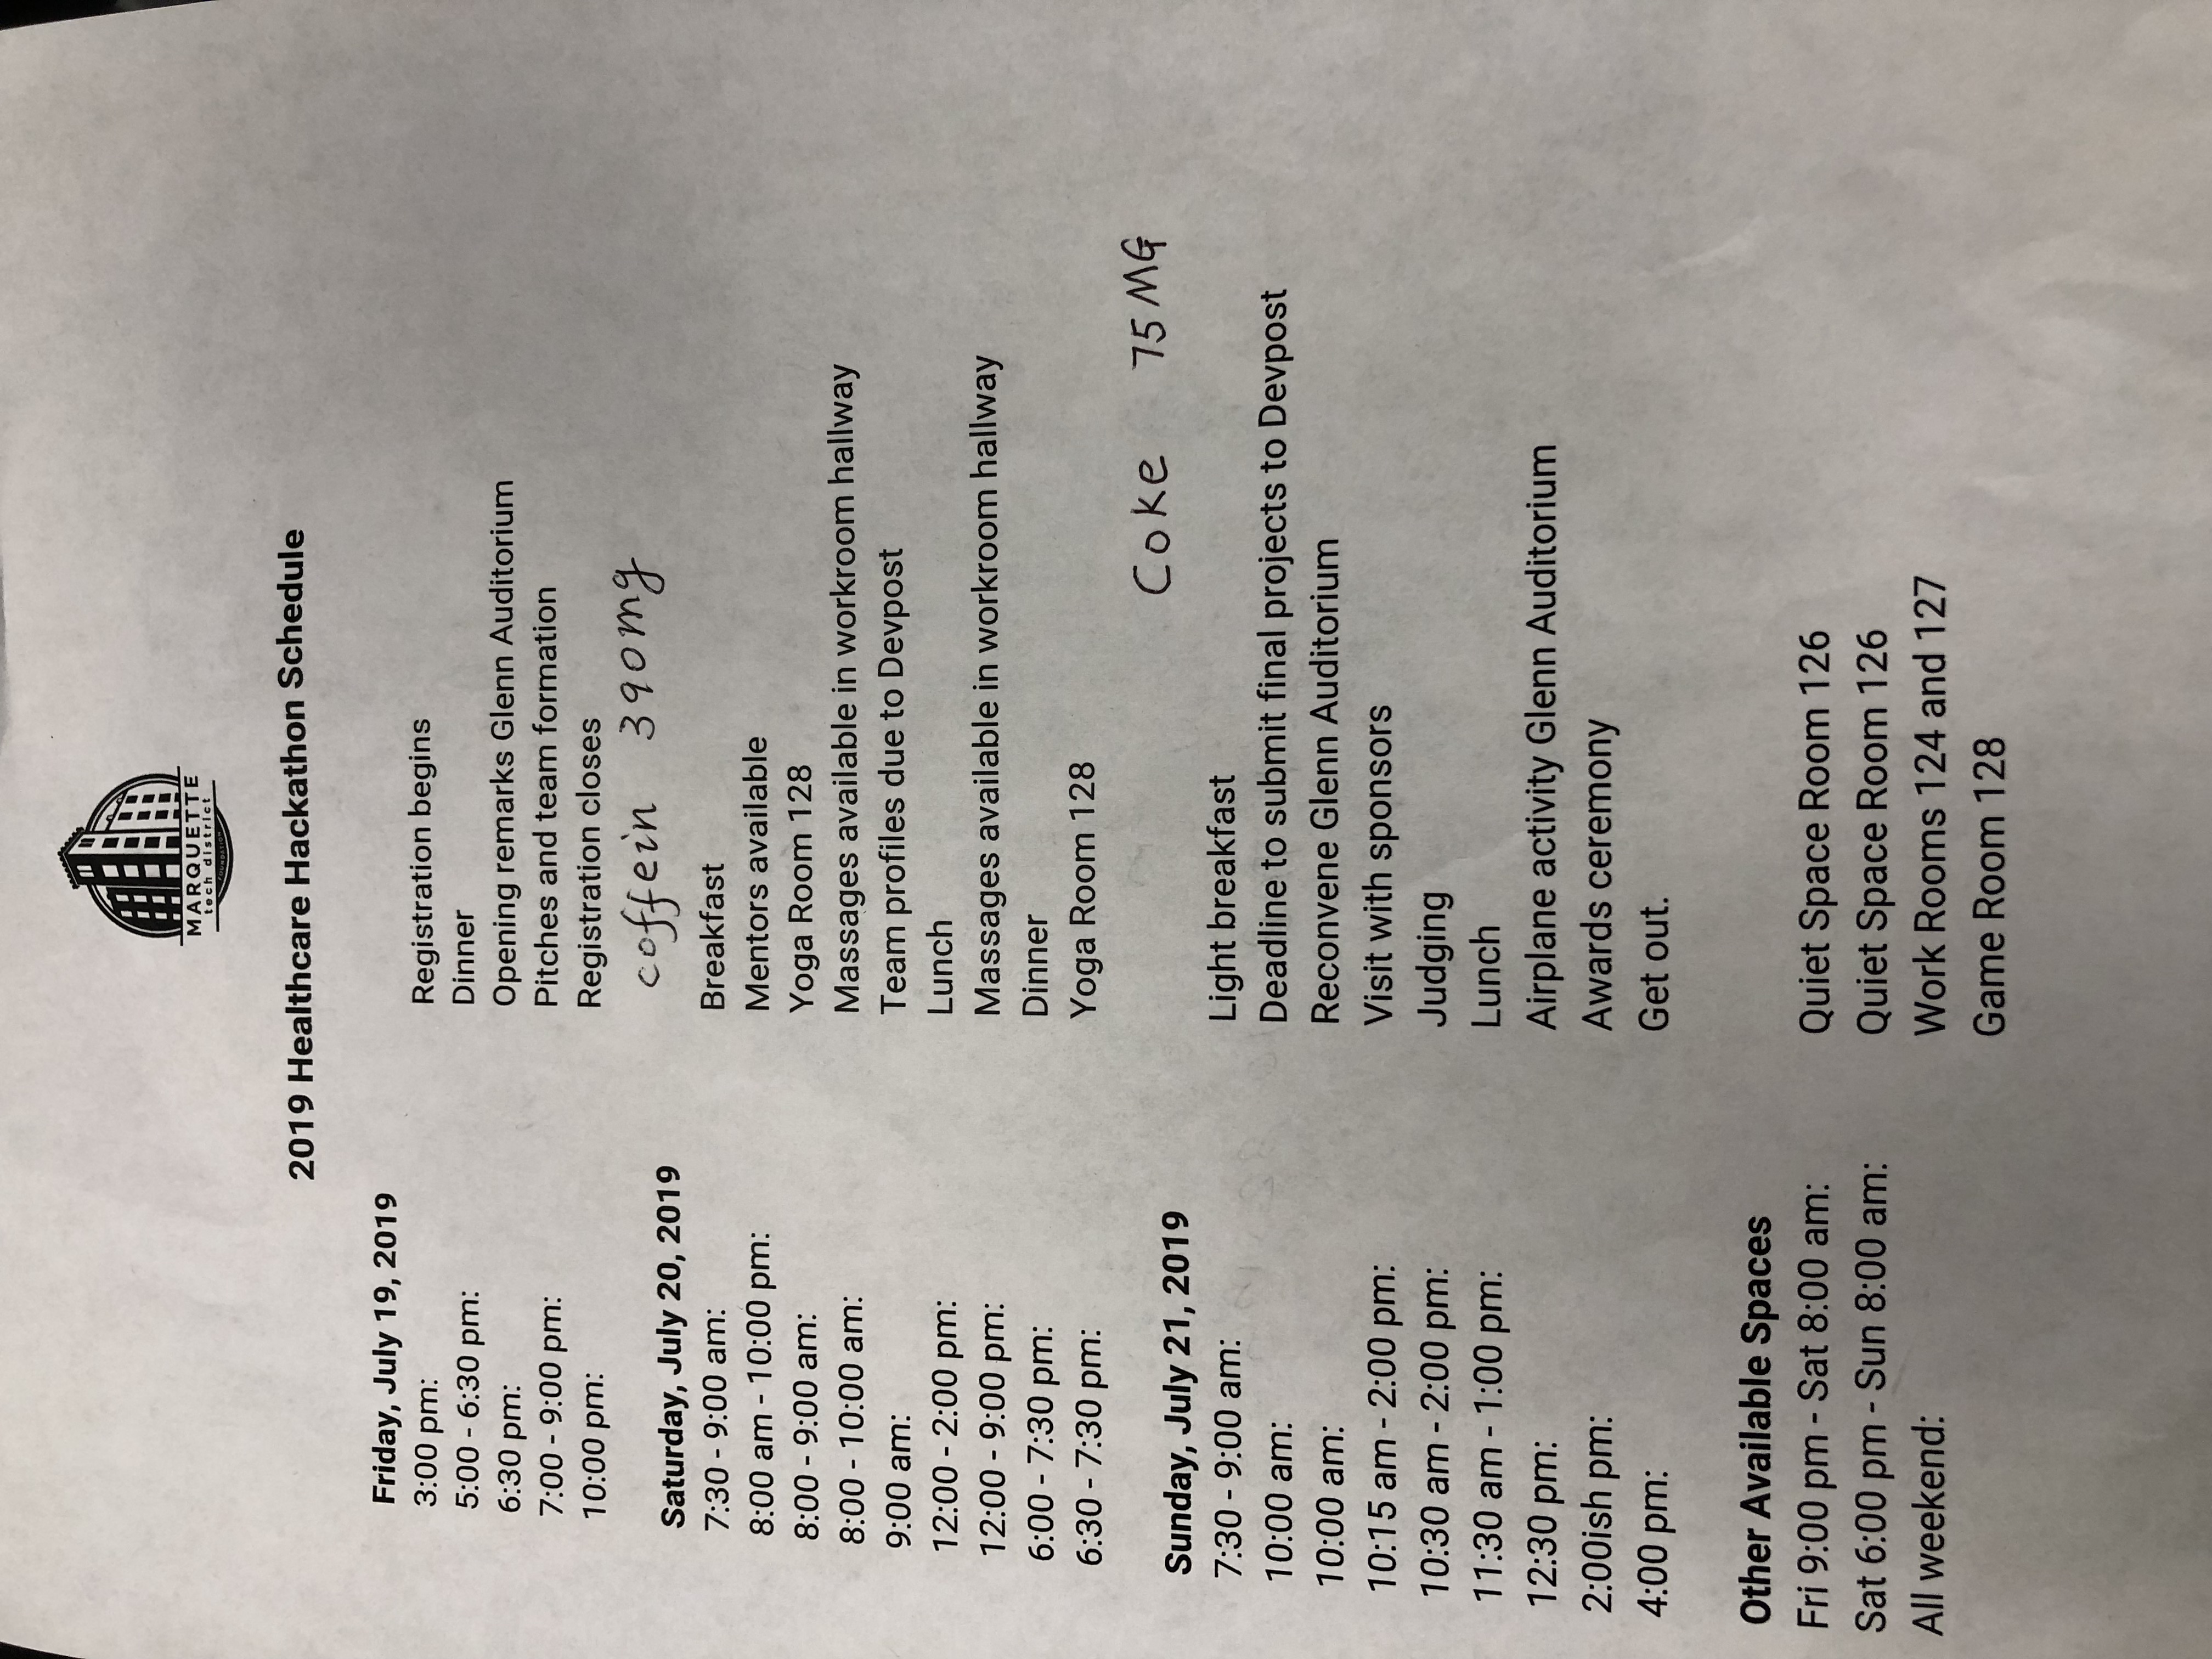 MARQUETTE
tech district
FOUNDATION
2019 Healthcare Hackathon Schedule
Friday, July 19, 2019
3:00 pm: Registration begins
5:00 - 6:30 pm: Dinner
6:30 pm: Opening remarks Glenn Auditorium
7:00 - 9:00 pm: Pitches and team formation
10:00 pm: Registration closes
coffein 390mg
Saturday, July 20, 2019
7:30 - 9:00 am: Breakfast
8:00 am - 10:00 pm: Mentors available
8:00 - 9:00 am: Yoga Room 128
8:00 - 10:00 am: Massages available in workroom hallway
9:00 am: Team profiles due to Devpost
12:00 - 2:00 pm: Lunch
12:00 - 9:00 pm: Massages available in workroom hallway
6:00 - 7:30 pm: Dinner
6:30 - 7:30 pm: Yoga Room 128
Coke 75 MG
Sunday, July 21, 2019
7:30 - 9:00 am: Light breakfast
10:00 am: Deadline to submit final projects to Devpost
10:00 am: Reconvene Glenn Auditorium
10:15 am - 2:00 pm: Visit with sponsors
10:30 am - 2:00 pm: Judging
11:30 am - 1:00 pm: Lunch
12:30 pm: Airplane activity Glenn Auditorium
2:00ish pm: Awards ceremony
4:00 pm: Get out.
Other Available Spaces
Fri 9:00 pm - Sat 8:00 am: Quiet Space Room 126
Sat 6:00 pm - Sun 8:00 am: Quiet Space Room 126
All weekend: Work Rooms 124 and 127
Game Room 128